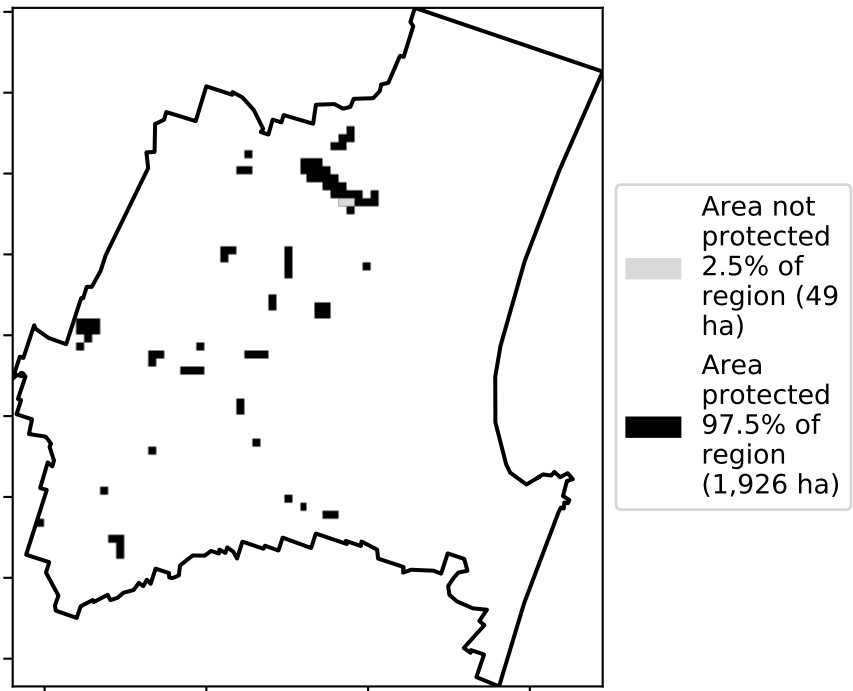 Area not
protected
2.5% of
region (49
ha)
Area
protected
97.5% of
region
(1,926 ha)